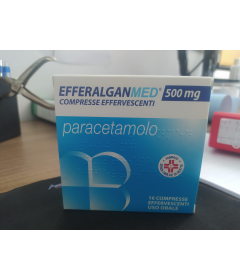 EFFERALGANMED® 500 mg
COMPRESSE EFFERVESCENTI
paracetamolo
16 COMPRESSE
EFFERVESCENTI
USO ORALE